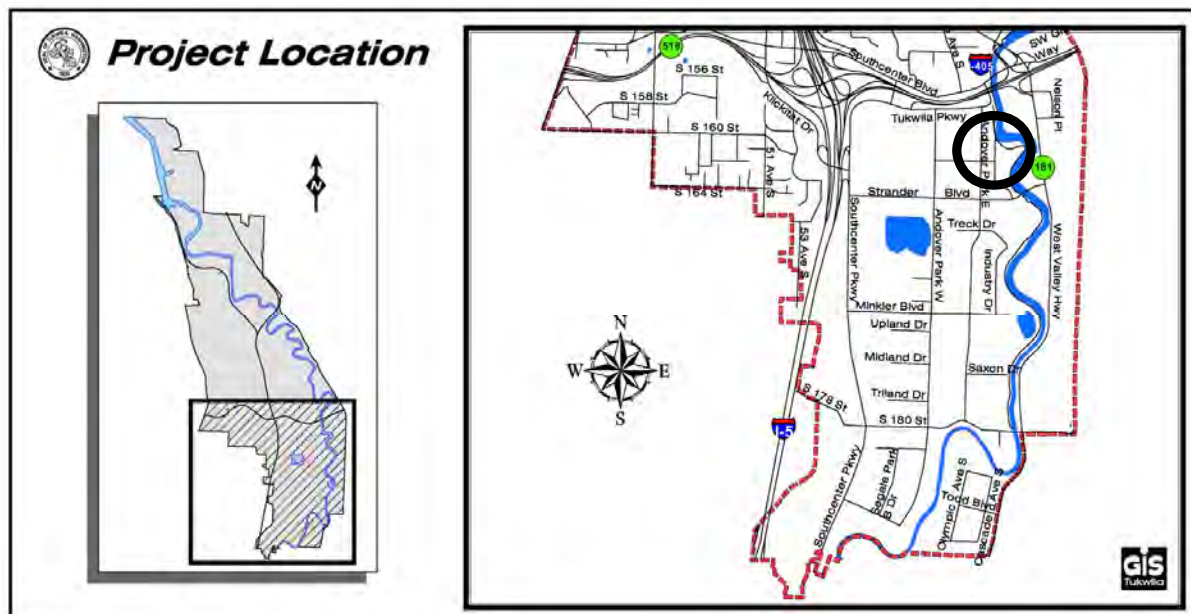 Project Location
N
518
S 156 St
S 158 St
S 160 St
S 164 St
Klickitat Dr
51 Ave S
53 Ave S
Southcenter Blvd
Ave S
I-405
SW G
Way
Nelson Pl
Tukwila Pkwy
Andover Park E
181
Strander Blvd
Treck Dr
Southcenter Pkwy
Andover Park W
Industry Dr
West Valley Hwy
Minkler Blvd
Upland Dr
Midland Dr
Triland Dr
Saxon Dr
S 178 St
S 180 St
I-5
Southcenter Pkwy
Segale Park
B Dr
Olympic Ave S
Todd Blvd
Cascade Ave S
N
W E
S
GIS
Tukwila